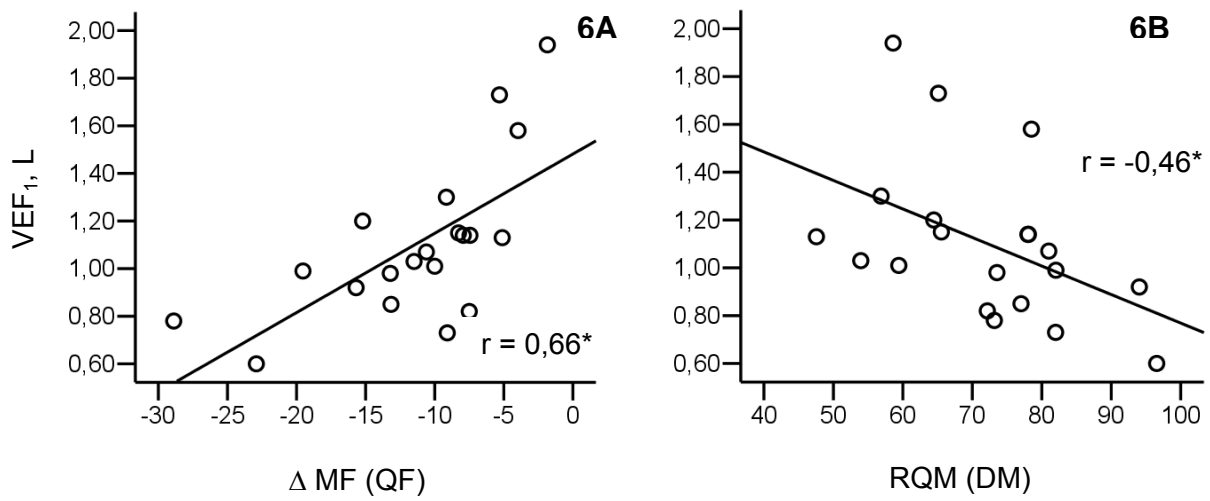 6A
2,00
1,80
1,60
1,40
1,20
1,00
0,80
0,60
VEF₁, L
r = 0,66*
-30 -25 -20 -15 -10 -5 0
Δ MF (QF)
6B
2,00
1,80
1,60
1,40
1,20
1,00
0,80
0,60
r = -0,46*
40 50 60 70 80 90 100
RQM (DM)